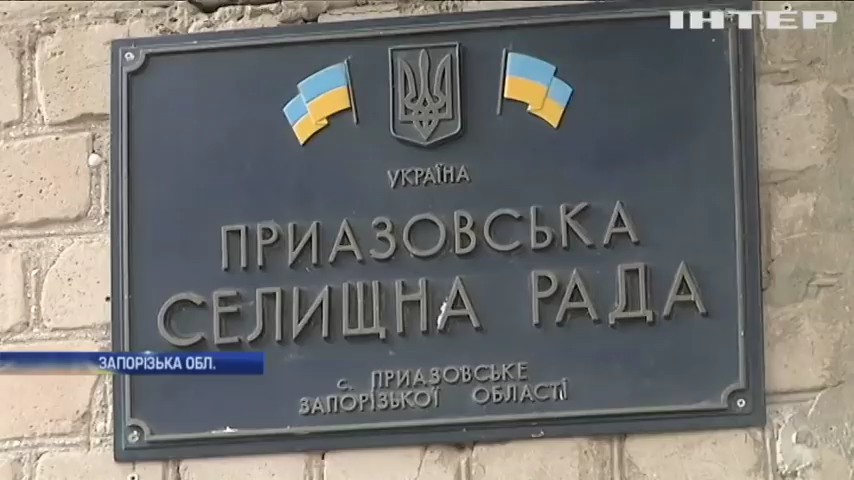 ІНТЕР
УКРАЇНА
ПРИАЗОВСЬКА
СЕЛИЩНА РАДА
ЗАПОРІЗЬКА ОБЛ.
с. ПРИАЗОВСЬКЕ
ЗАПОРІЗЬКОЇ ОБЛАСТІ